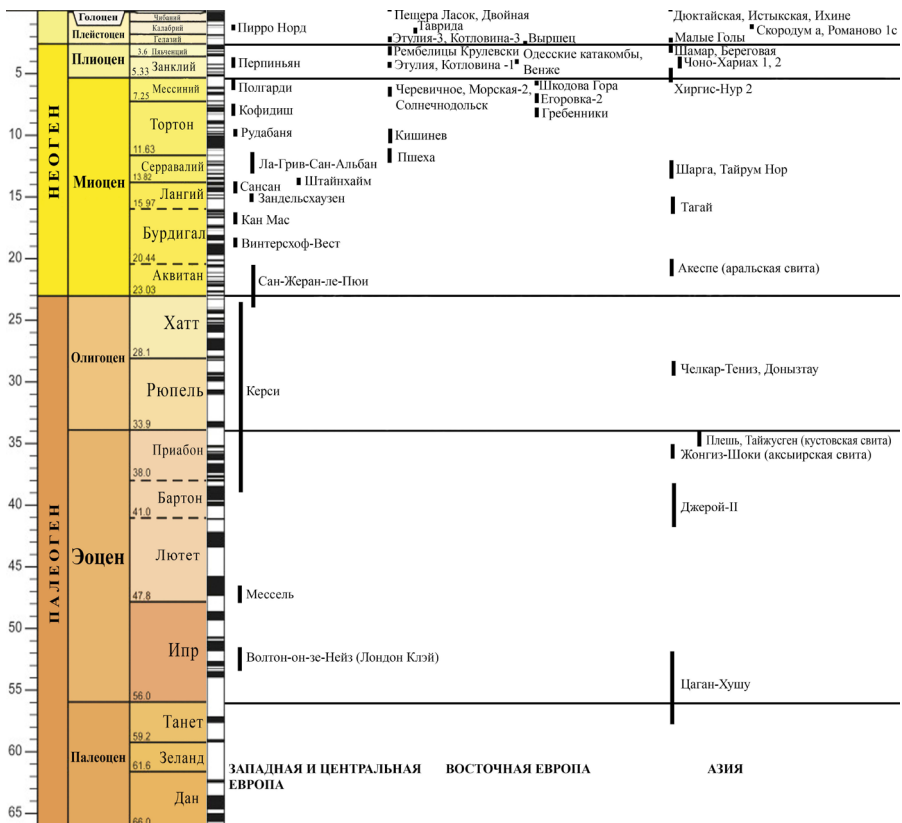 НЕОГЕН
ПАЛЕОГЕН
Голоцен
Плейстоцен
Плиоцен
Миоцен
Олигоцен
Эоцен
Палеоцен
Чибаний
Калабрий
Гелазий
3.6 Пьяченций
Занклий
5.33
Мессиний
7.25
Тортон
11.63
Серравалий
13.82
Лангий
15.97
Бурдигал
20.44
Аквитан
23.03
Хатт
28.1
Рюпель
33.9
Приабон
38.0
Бартон
41.0
Лютет
47.8
Ипр
56.0
Танет
59.2
Зеланд
61.6
Дан
66.0
5
10
15
20
25
30
35
40
45
50
55
60
65
Пирро Норд
Перпиньян
Полгарди
Кофидиш
Рудабаня
Ла-Грив-Сан-Альбан
Штайнхайм
Сансан
Зандельсхаузен
Кан Мас
Винтерсхоф-Вест
Сан-Жеран-ле-Пюи
Керси
Мессель
Волтон-он-зе-Нейз (Лондон Клэй)
ЗАПАДНАЯ И ЦЕНТРАЛЬНАЯ
ЕВРОПА
Пещера Ласок, Двойная
Таврида
Этулия-3, Котловина-3
Вършец
Рембелицы Крулевски
Одесские катакомбы,
Венже
Этулия, Котловина -1
Черевичное, Морская-2,
Солнечнодольск
Шкодова Гора
Егоровка-2
Гребенники
Кишинев
Пшеха
ВОСТОЧНАЯ ЕВРОПА
Дюктайская, Истыкская, Ихине
Скородум а, Романово 1с
Малые Голы
Шамар, Береговая
Чоно-Хариах 1, 2
Хиргис-Нур 2
Шарга, Тайрум Нор
Тагай
Акеспе (аральская свита)
Челкар-Тениз, Донызтау
Плешь, Тайжусген (кустовская свита)
Жонгиз-Шоки (аксыирская свита)
Джерой-II
Цаган-Хушу
АЗИЯ